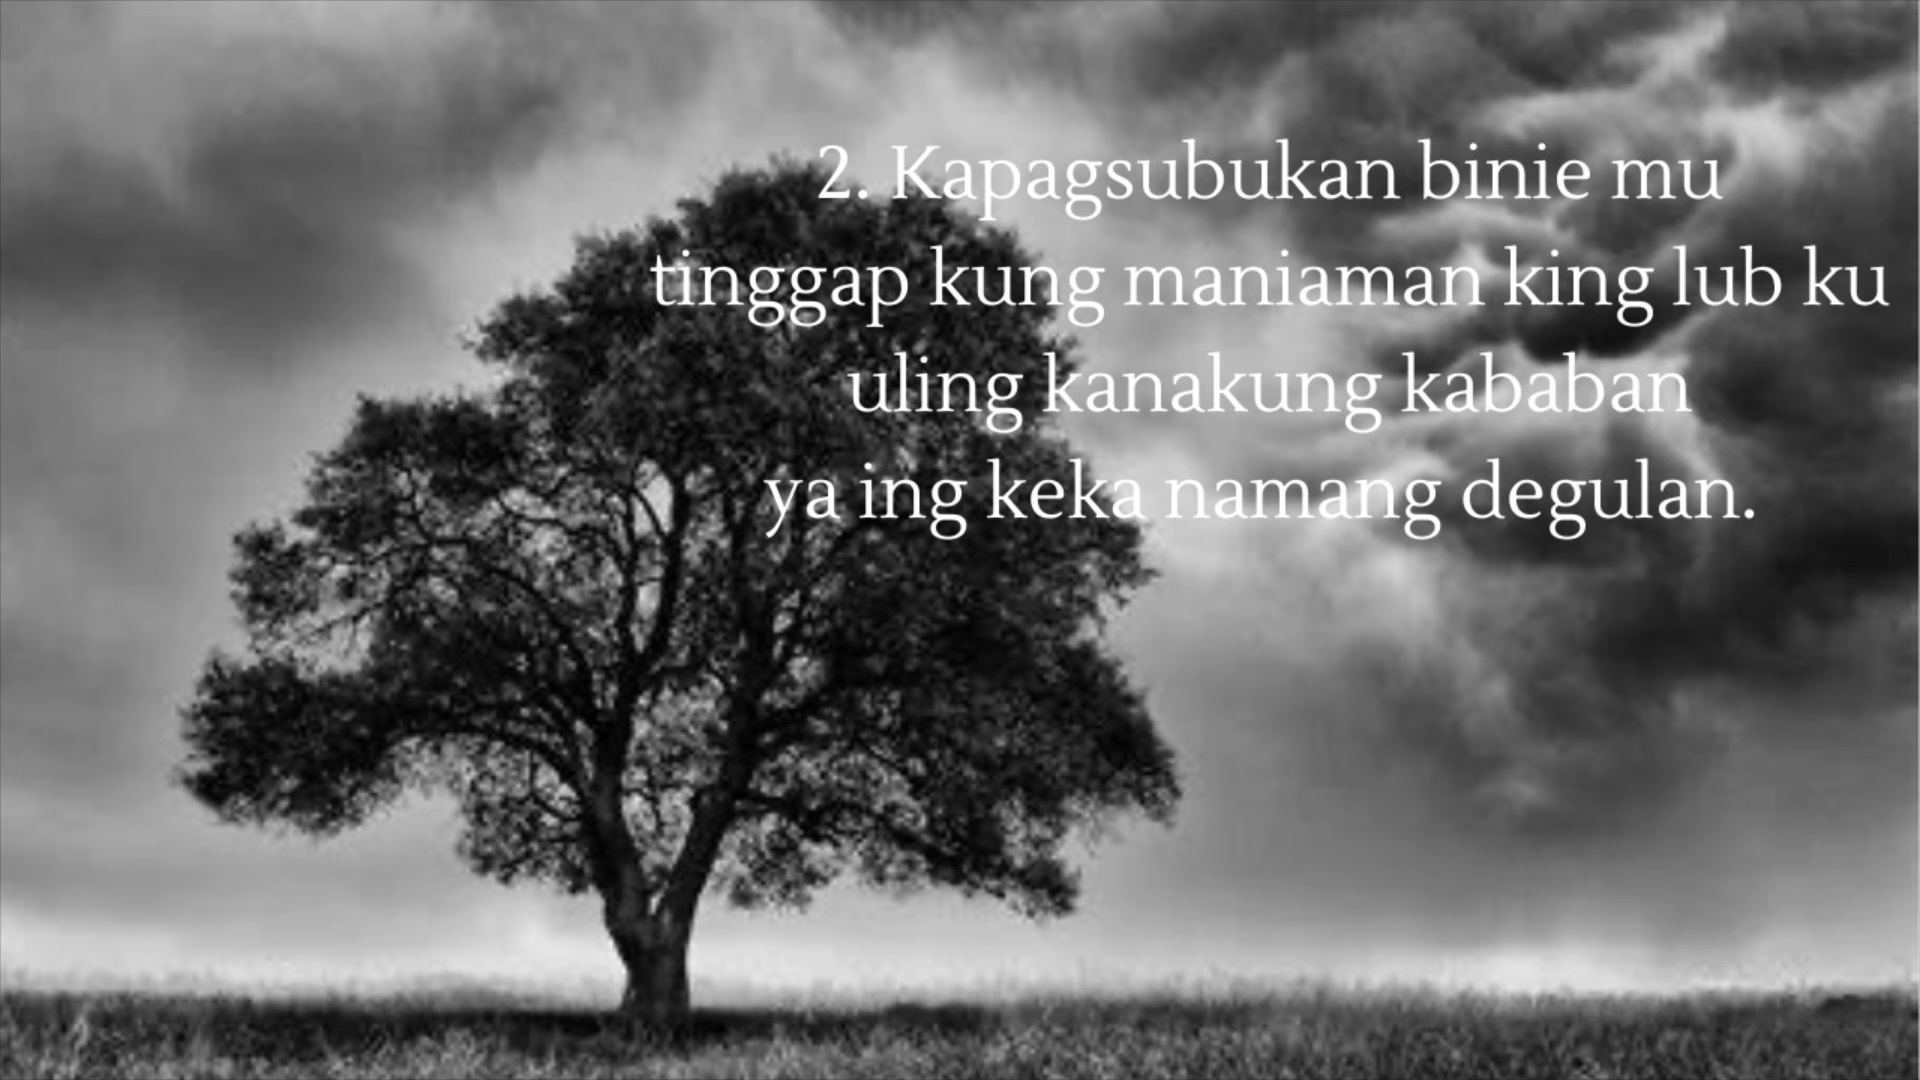 2. Kapagsubukan binie mu
tinggap kung maniaman king lub ku
uling kanakung kababan
ya ing keka namang degulan.